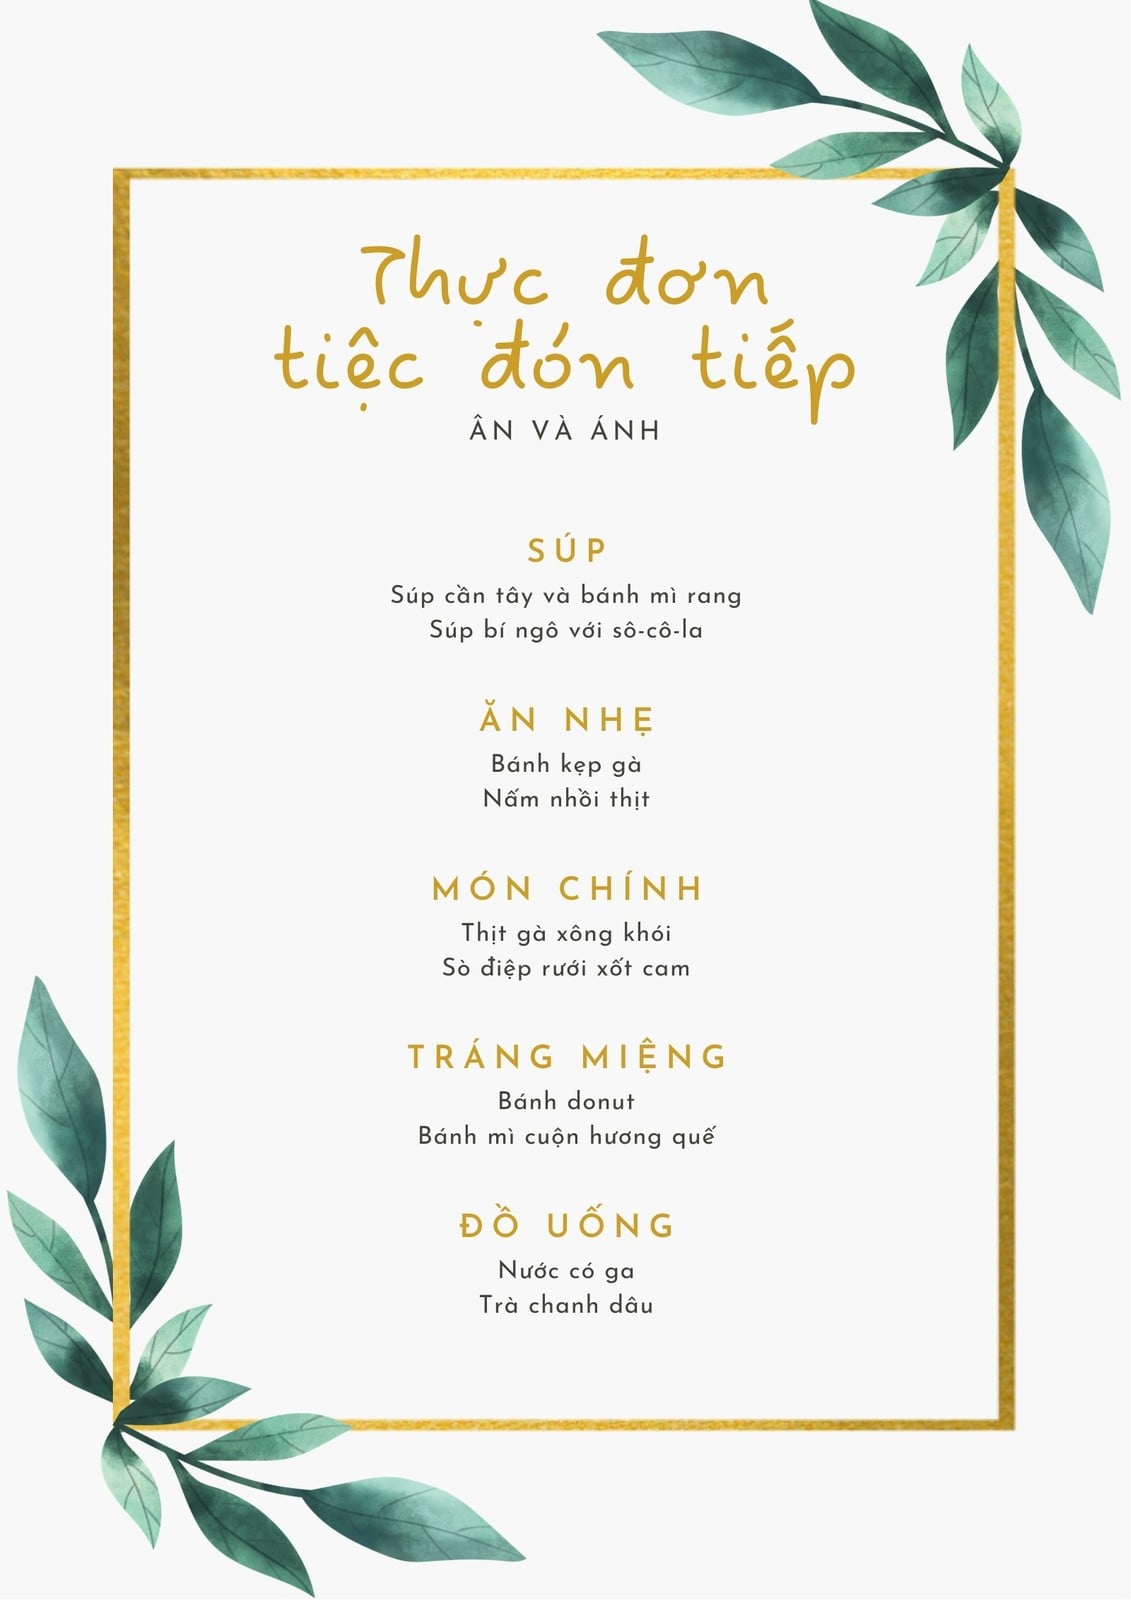 Thực đơn
tiệc đón tiếp
ÂN VÀ ÁNH
SÚP
Súp cần tây và bánh mì rang
Súp bí ngô với sô-cô-la
ĂN NHẸ
Bánh kẹp gà
Nấm nhồi thịt
MÓN CHÍNH
Thịt gà xông khói
Sò điệp rưới xốt cam
TRÁNG MIỆNG
Bánh donut
Bánh mì cuộn hương quế
ĐỒ UỐNG
Nước có ga
Trà chanh dâu